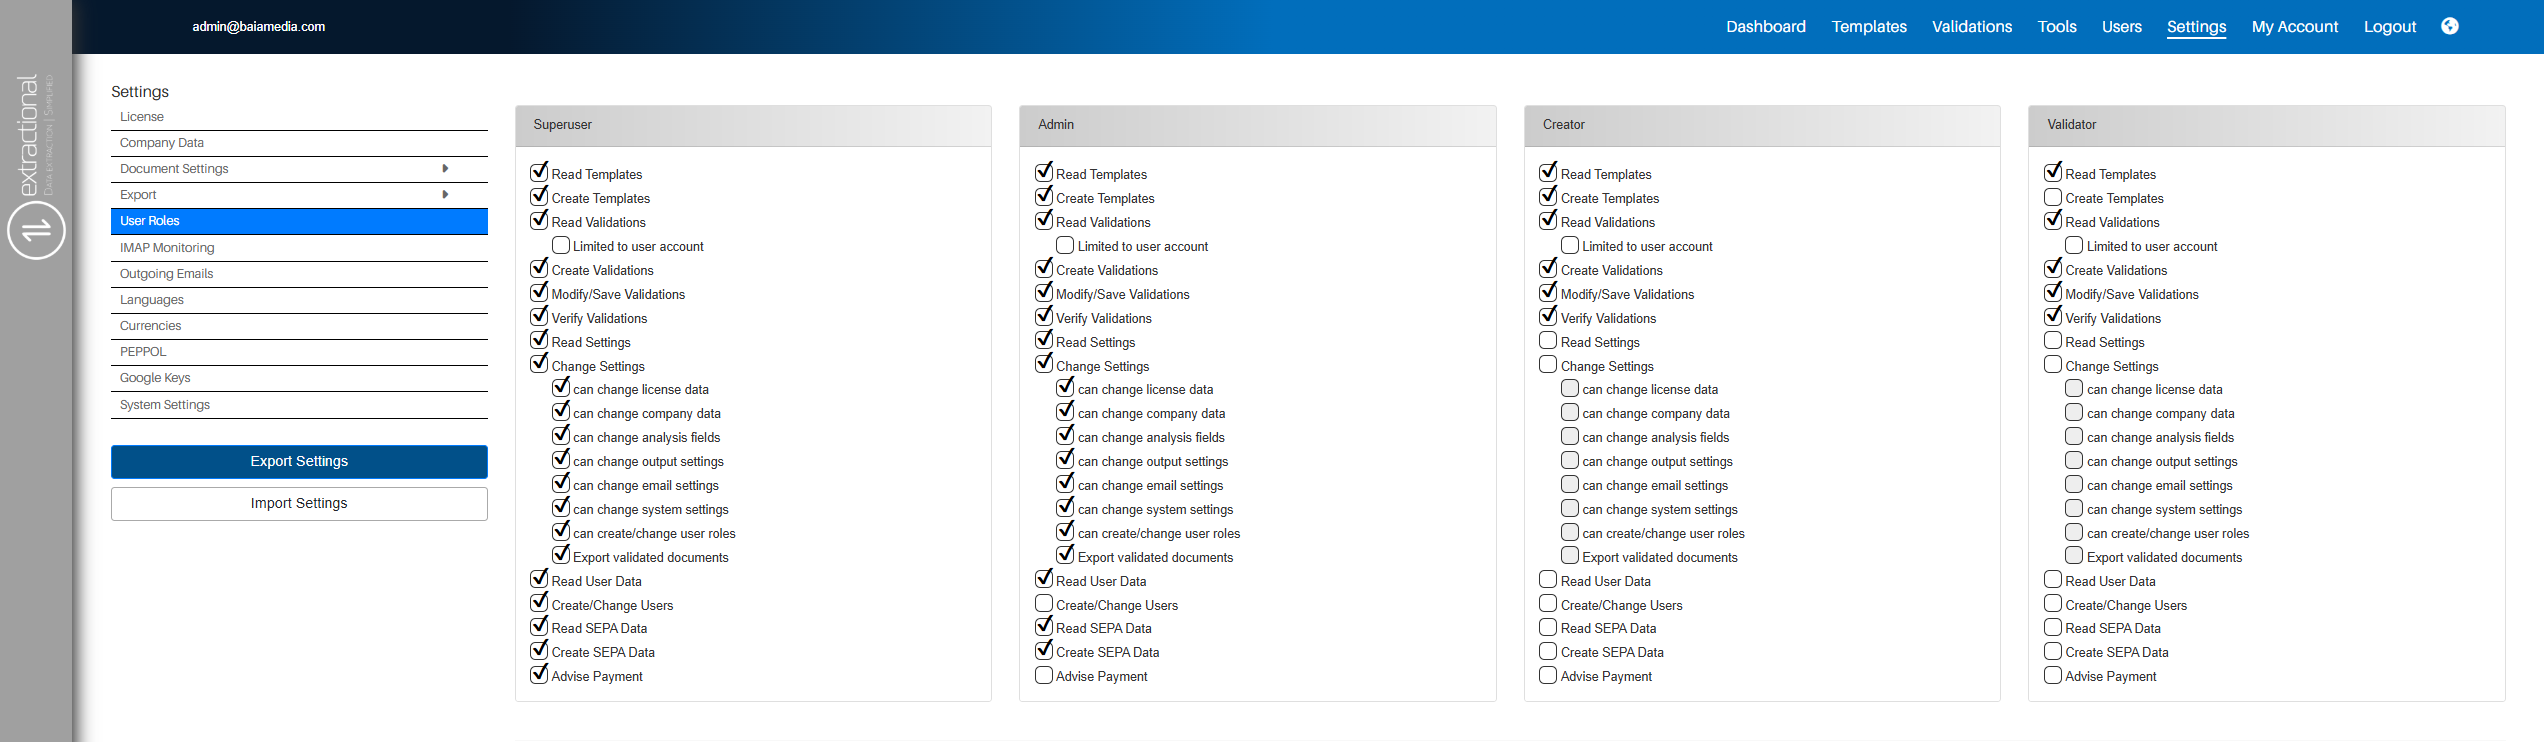 admin@baiamedia.com
Dashboard
Templates
Validations
Tools
Users
Settings
My Account
Logout
extractional
DATA EXTRACTION | SIMPLIFIED
Settings
License
Company Data
Document Settings
Export
User Roles
IMAP Monitoring
Outgoing Emails
Languages
Currencies
PEPPOL
Google Keys
System Settings
Export Settings
Import Settings
Superuser
Read Templates
Create Templates
Read Validations
Limited to user account
Create Validations
Modify/Save Validations
Verify Validations
Read Settings
Change Settings
can change license data
can change company data
can change analysis fields
can change output settings
can change email settings
can change system settings
can create/change user roles
Export validated documents
Read User Data
Create/Change Users
Read SEPA Data
Create SEPA Data
Advise Payment
Admin
Read Templates
Create Templates
Read Validations
Limited to user account
Create Validations
Modify/Save Validations
Verify Validations
Read Settings
Change Settings
can change license data
can change company data
can change analysis fields
can change output settings
can change email settings
can change system settings
can create/change user roles
Export validated documents
Read User Data
Create/Change Users
Read SEPA Data
Create SEPA Data
Advise Payment
Creator
Read Templates
Create Templates
Read Validations
Limited to user account
Create Validations
Modify/Save Validations
Verify Validations
Read Settings
Change Settings
can change license data
can change company data
can change analysis fields
can change output settings
can change email settings
can change system settings
can create/change user roles
Export validated documents
Read User Data
Create/Change Users
Read SEPA Data
Create SEPA Data
Advise Payment
Validator
Read Templates
Create Templates
Read Validations
Limited to user account
Create Validations
Modify/Save Validations
Verify Validations
Read Settings
Change Settings
can change license data
can change company data
can change analysis fields
can change output settings
can change email settings
can change system settings
can create/change user roles
Export validated documents
Read User Data
Create/Change Users
Read SEPA Data
Create SEPA Data
Advise Payment